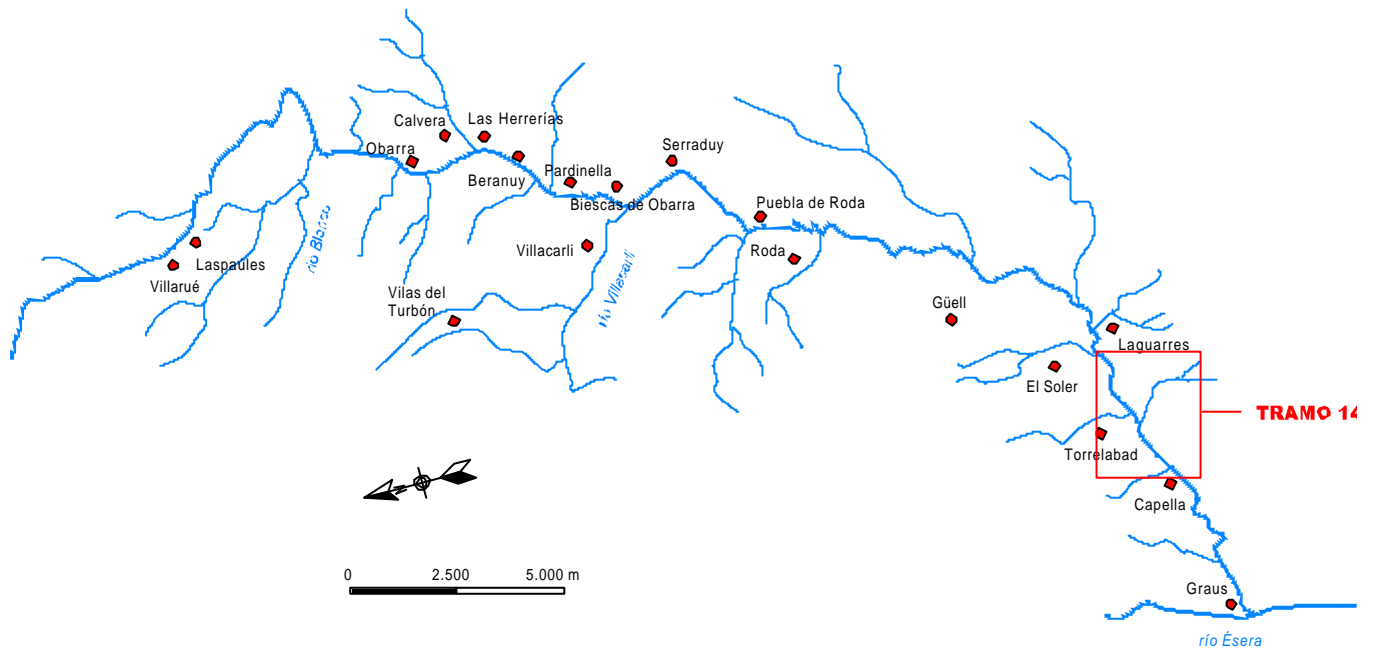 Calvera
Las Herrerías
Obarra
Serraduy
Beranuy
Pardinella
Biescas de Obarra
Puebla de Roda
río Blanco
Villacarli
Roda
Laspaules
Villarué
río Villacarli
Vilas del
Turbón
Güell
Laguarres
El Soler
TRAMO 14
Torrelabad
N
Capella
0 2.500 5.000 m
Graus
río Ésera